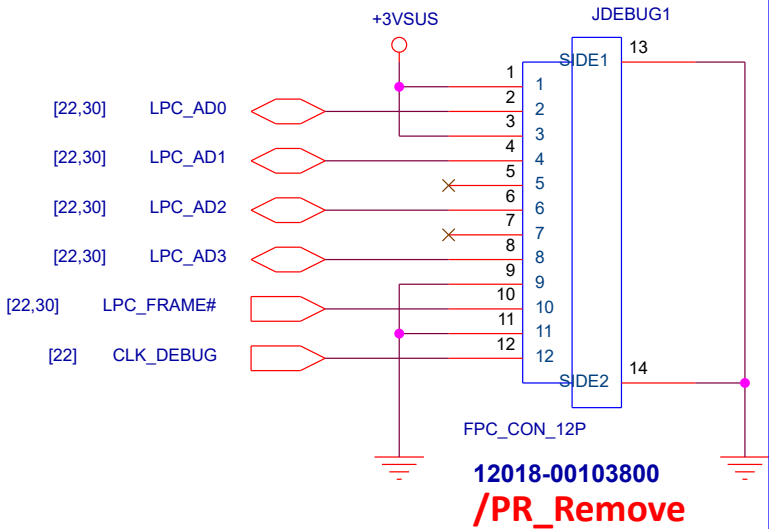 +3VSUS
JDEBUG1
SIDE1 13
1 1
[22,30] LPC_AD0 2 2
3 3
[22,30] LPC_AD1 4 4
5 5
[22,30] LPC_AD2 6 6
7 7
[22,30] LPC_AD3 8 8
9 9
[22,30] LPC_FRAME# 10 10
11 11
[22] CLK_DEBUG 12 12
SIDE2 14
FPC_CON_12P
12018-00103800
/PR_Remove